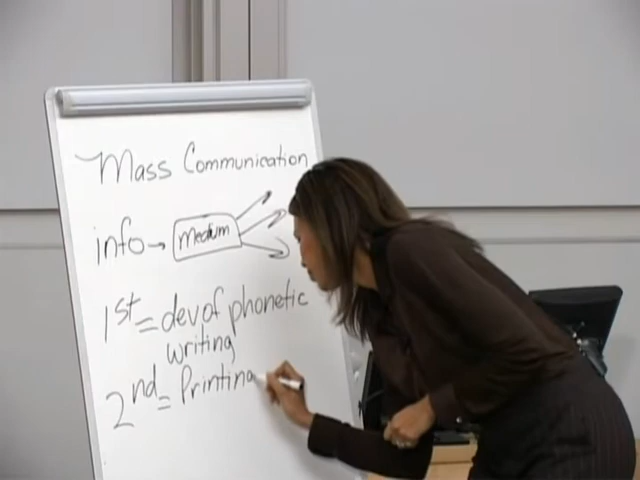 Mass Communication
info → Medium
1st = dev of phonetic
writing
2nd = Printing